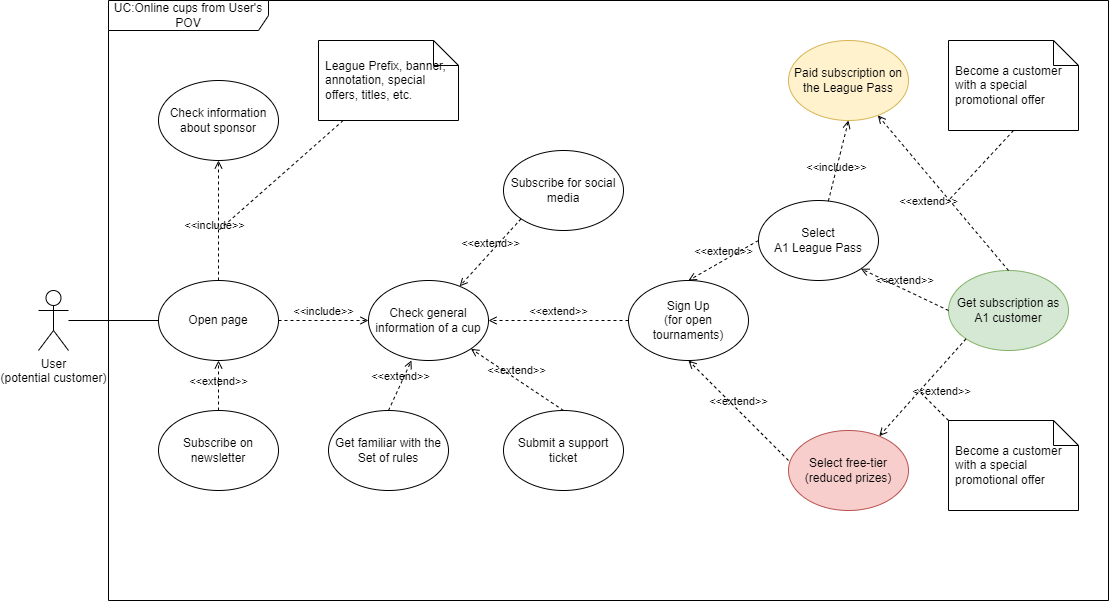 UC:Online cups from User's
POV
League Prefix, banner,
annotation, special
offers, titles, etc.
Paid subscription on
the League Pass
Become a customer
with a special
promotional offer
Check information
about sponsor
<<include>>
Subscribe for social
media
<<extend>>
<<include>>
<<extend>>
Select
A1 League Pass
<<extend>>
<<include>>
<<extend>>
Get subscription as
A1 customer
Open page
<<include>>
Check general
information of a cup
<<extend>>
Sign Up
(for open
tournaments)
User
(potential customer)
<<extend>>
<<extend>>
<<extend>>
<<extend>>
<<extend>>
Subscribe on
newsletter
Get familiar with the
Set of rules
Submit a support
ticket
Select free-tier
(reduced prizes)
Become a customer
with a special
promotional offer